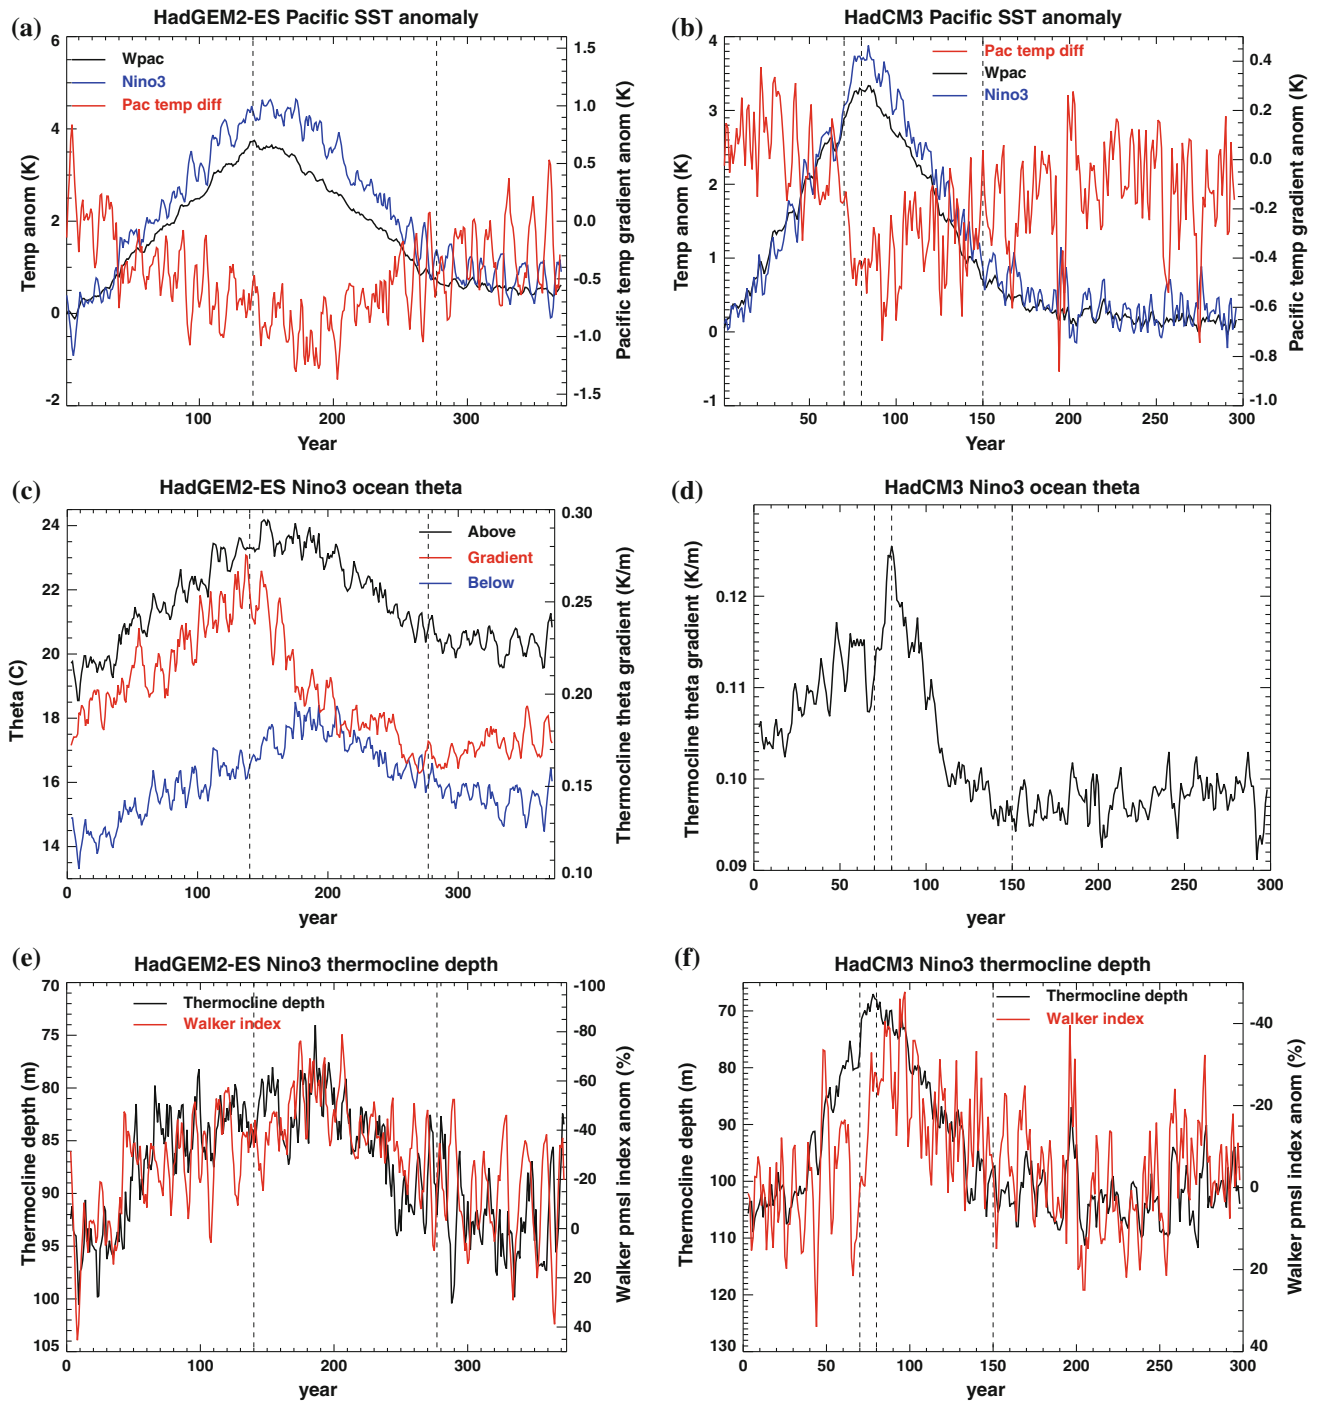 (a) HadGEM2-ES Pacific SST anomaly
6
4
2
0
-2
Temp anom (K)
Wpac
Nino3
Pac temp diff
1.5
1.0
0.5
0.0
-0.5
-1.0
-1.5
Pacific temp gradient anom (K)
100 200 300
Year
(b) HadCM3 Pacific SST anomaly
4
3
2
1
0
-1
Temp anom (K)
Pac temp diff
Wpac
Nino3
0.4
0.2
0.0
-0.2
-0.4
-0.6
-0.8
-1.0
Pacific temp gradient anom (K)
50 100 150 200 250 300
Year
(c) HadGEM2-ES Nino3 ocean theta
24
22
20
18
16
14
Theta (C)
Above
Gradient
Below
0.30
0.25
0.20
0.15
0.10
Thermocline theta gradient (K/m)
0 100 200 300
year
(d) HadCM3 Nino3 ocean theta
0.12
0.11
0.10
0.09
Thermocline theta gradient (K/m)
0 50 100 150 200 250 300
year
(e) HadGEM2-ES Nino3 thermocline depth
70
75
80
85
90
95
100
105
Thermocline depth (m)
Thermocline depth
Walker index
-100
-80
-60
-40
-20
0
20
40
Walker pmsl index anom (%)
0 100 200 300
year
(f) HadCM3 Nino3 thermocline depth
70
80
90
100
110
120
130
Thermocline depth (m)
Thermocline depth
Walker index
-40
-20
0
20
40
Walker pmsl index anom (%)
0 50 100 150 200 250 300
year